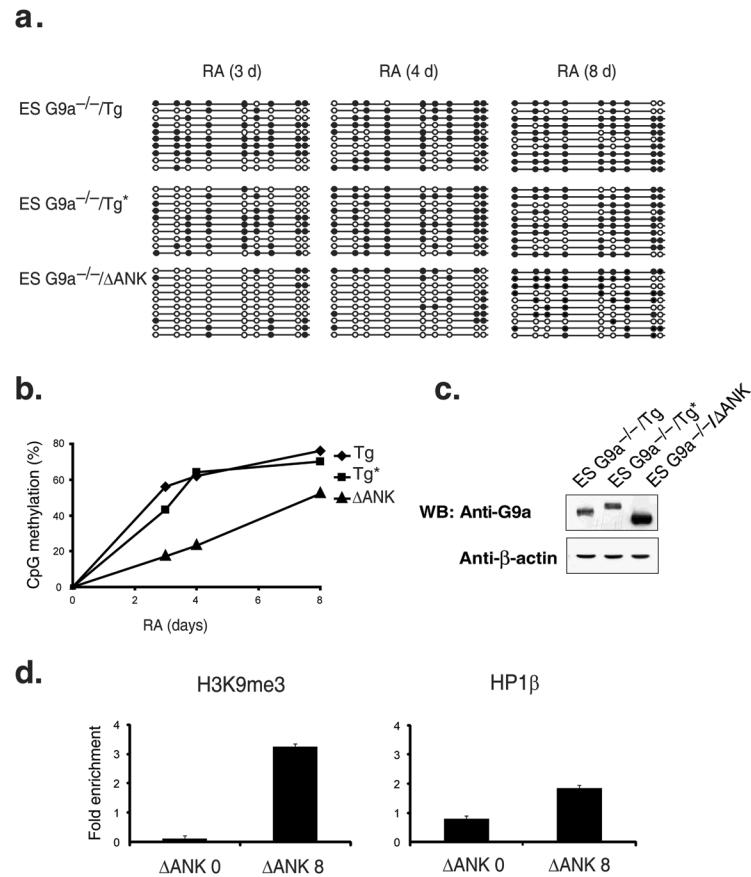 a.
RA (3 d) RA (4 d) RA (8 d)
ES G9a–/–/Tg
ES G9a–/–/Tg*
ES G9a–/–/ΔANK
b.
CpG methylation (%)
80
60
40
20
0
0 2 4 6 8
RA (days)
Tg
Tg*
ΔANK
c.
ES G9a–/–/Tg
ES G9a–/–/Tg*
ES G9a–/–/ΔANK
WB: Anti-G9a
Anti-β-actin
d.
H3K9me3
Fold enrichment
4
3
2
1
0
ΔANK 0 ΔANK 8
HP1β
4
3
2
1
0
ΔANK 0 ΔANK 8